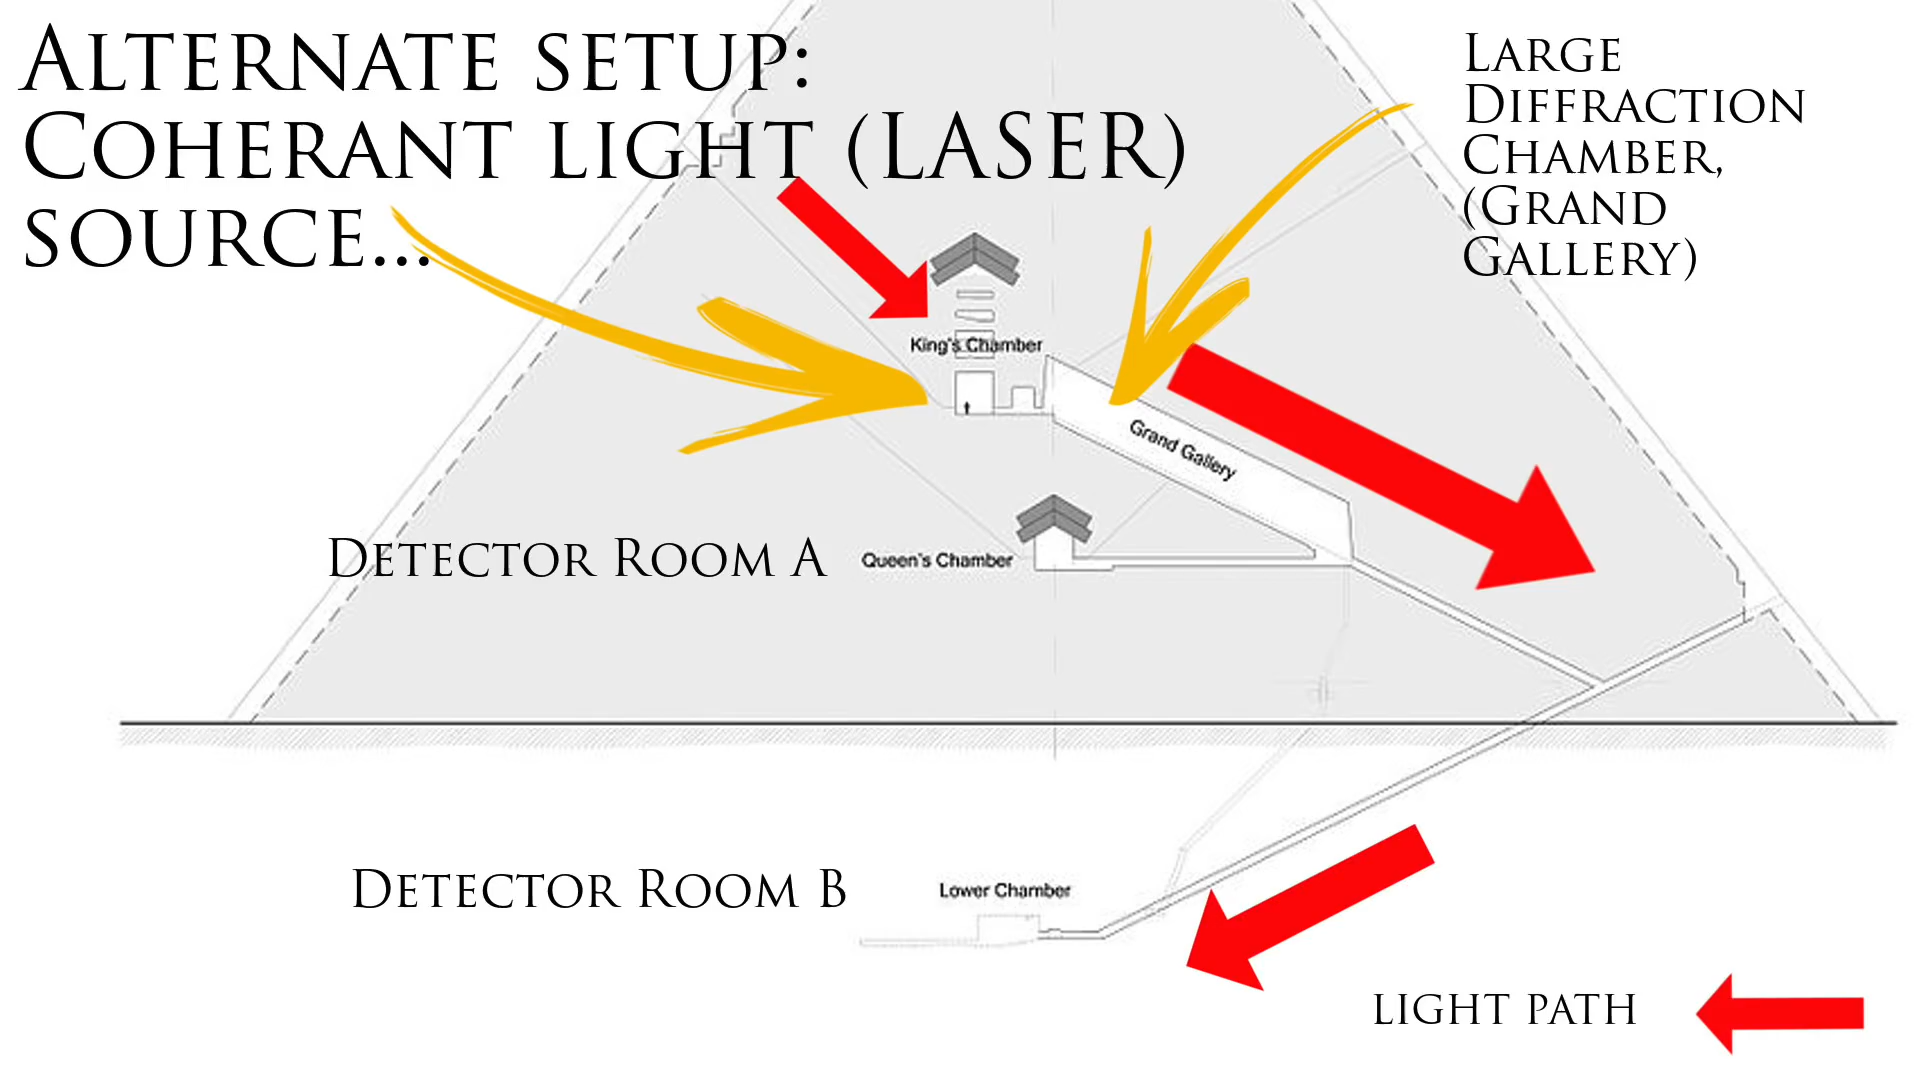 Alternate setup:
Coherant light (LASER)
source...
Large
Diffraction
Chamber,
(Grand
Gallery)
King's Chamber
Grand Gallery
Detector Room A
Queen's Chamber
Detector Room B
Lower Chamber
light path